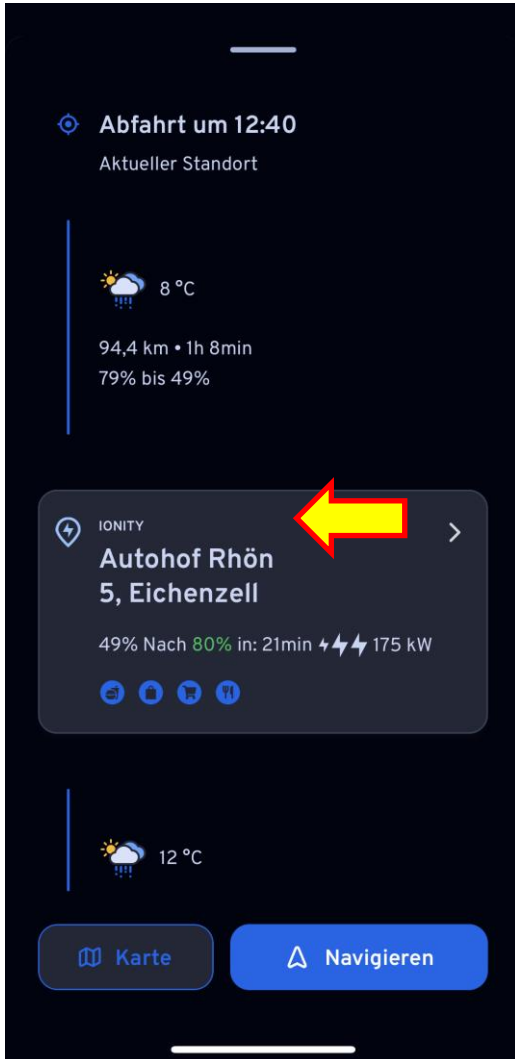 Abfahrt um 12:40
Aktueller Standort
8 °C
94,4 km • 1h 8min
79% bis 49%
IONITY
Autohof Rhön
5, Eichenzell
49% Nach 80% in: 21min 175 kW
12 °C
Karte
Navigieren